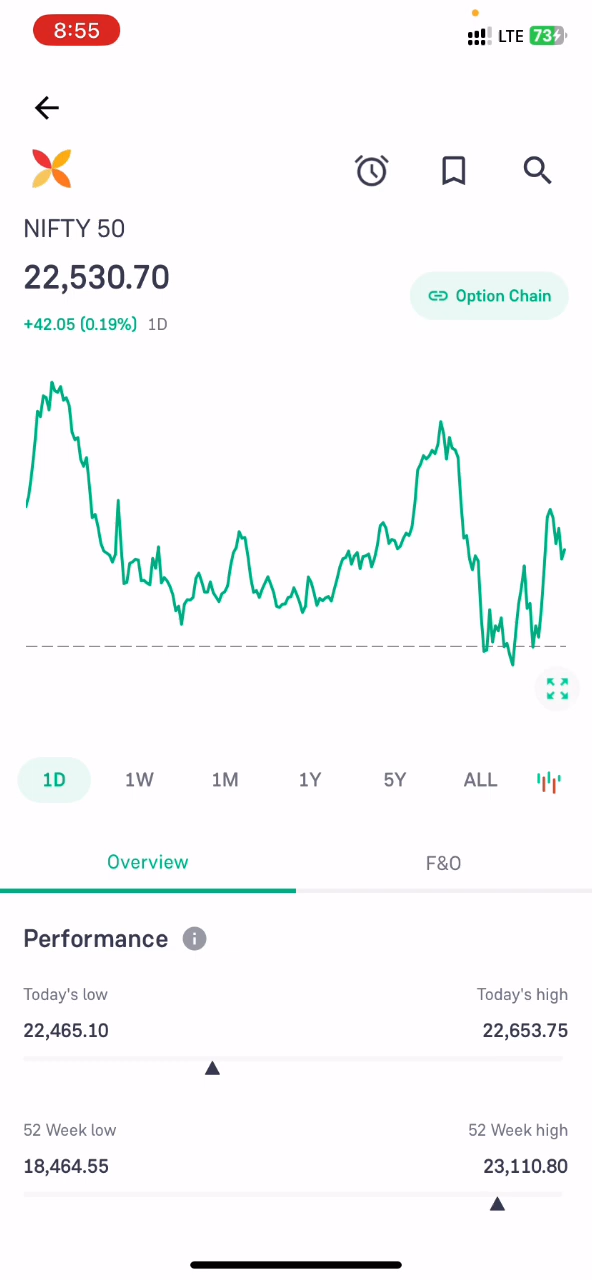 8:55
LTE 73
NIFTY 50
22,530.70
Option Chain
+42.05 (0.19%) 1D
1D 1W 1M 1Y 5Y ALL
Overview F&O
Performance
Today's low Today's high
22,465.10 22,653.75
52 Week low 52 Week high
18,464.55 23,110.80